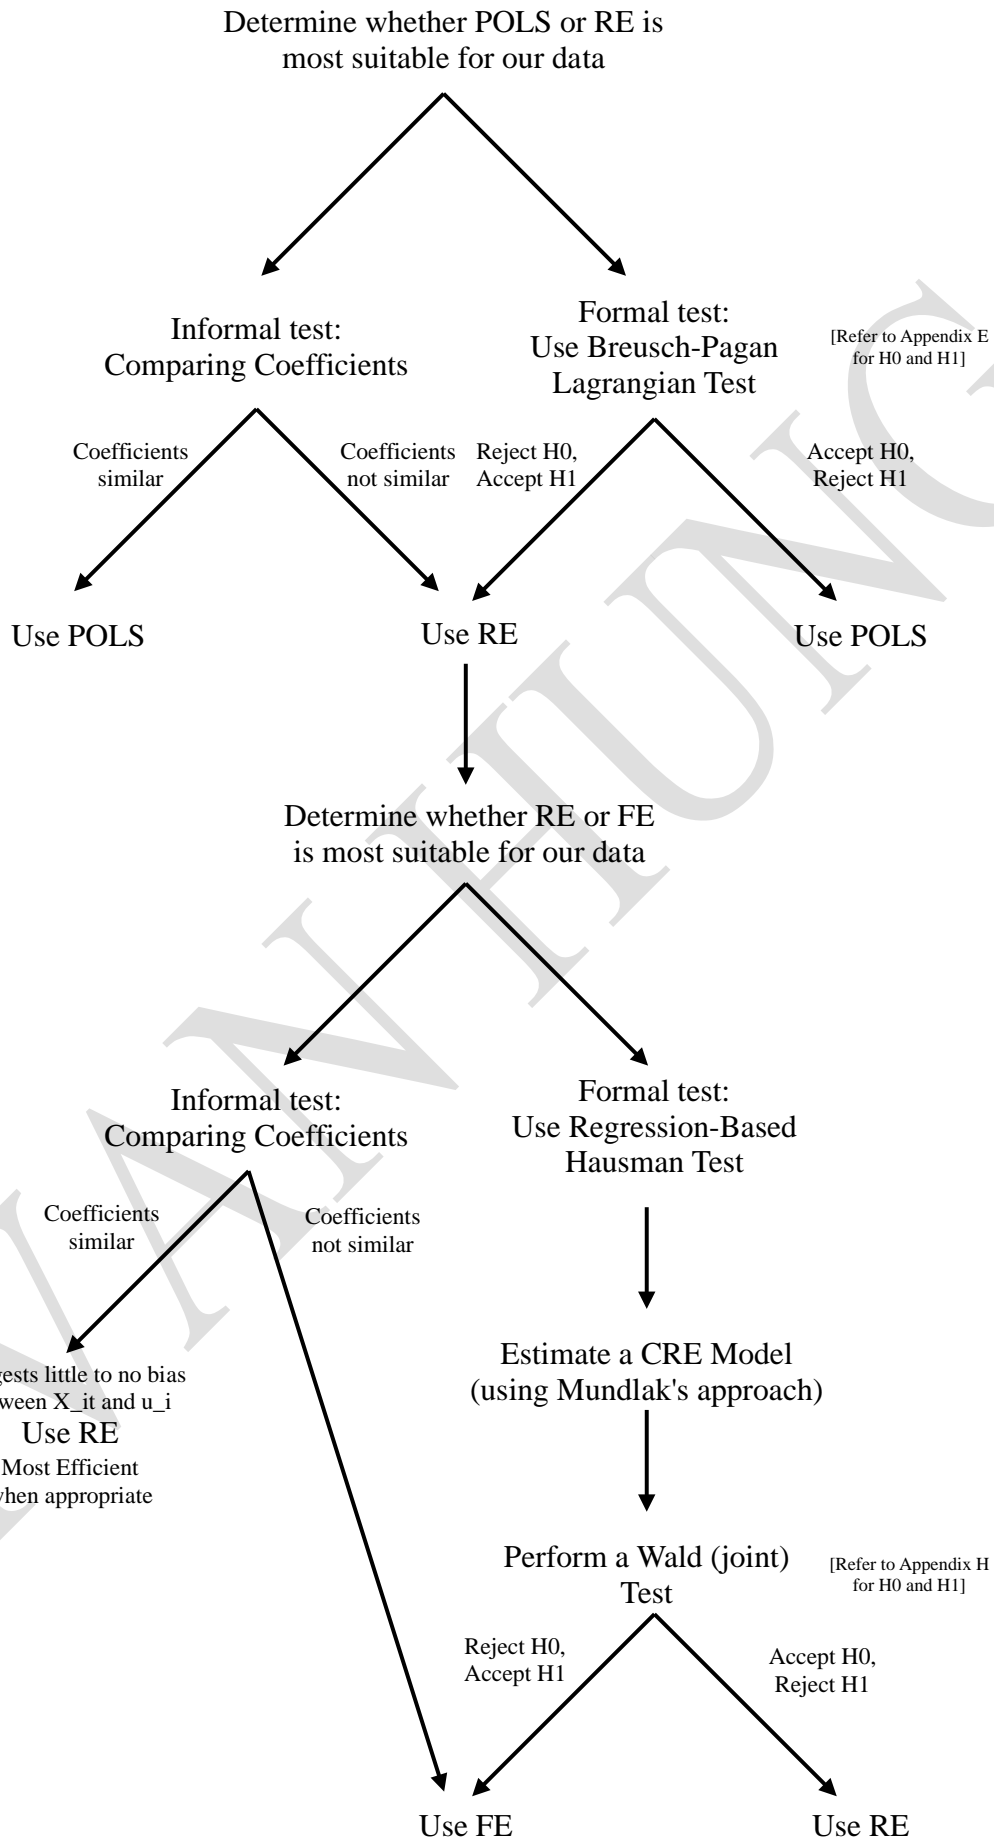 Determine whether POLS or RE is
most suitable for our data
Informal test:
Comparing Coefficients
Formal test:
Use Breusch-Pagan
Lagrangian Test
[Refer to Appendix E
for H0 and H1]
Coefficients
similar
Coefficients
not similar
Reject H0,
Accept H1
Accept H0,
Reject H1
Use POLS
Use RE
Use POLS
Determine whether RE or FE
is most suitable for our data
Informal test:
Comparing Coefficients
Formal test:
Use Regression-Based
Hausman Test
Coefficients
similar
Coefficients
not similar
Estimate a CRE Model
(using Mundlak's approach)
little to no bias
X_it and u_i
Use RE
Most Efficient
appropriate
Perform a Wald (joint)
Test
[Refer to Appendix H
for H0 and H1]
Reject H0,
Accept H1
Accept H0,
Reject H1
Use FE
Use RE
VAN HUNG